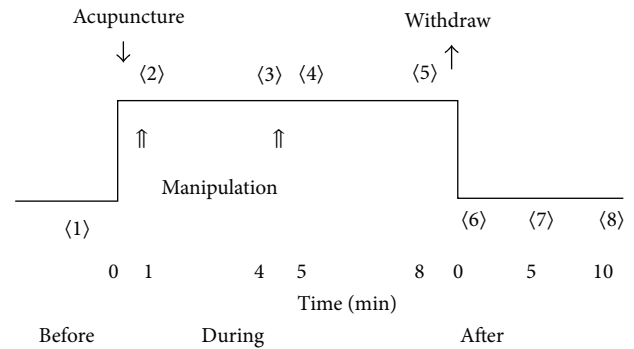 Acupuncture Withdraw
↓ ↑
⟨2⟩ ⟨3⟩ ⟨4⟩ ⟨5⟩
⇑ ⇑
Manipulation
⟨1⟩ ⟨6⟩ ⟨7⟩ ⟨8⟩
0 1 4 5 8 0 5 10
Time (min)
Before During After